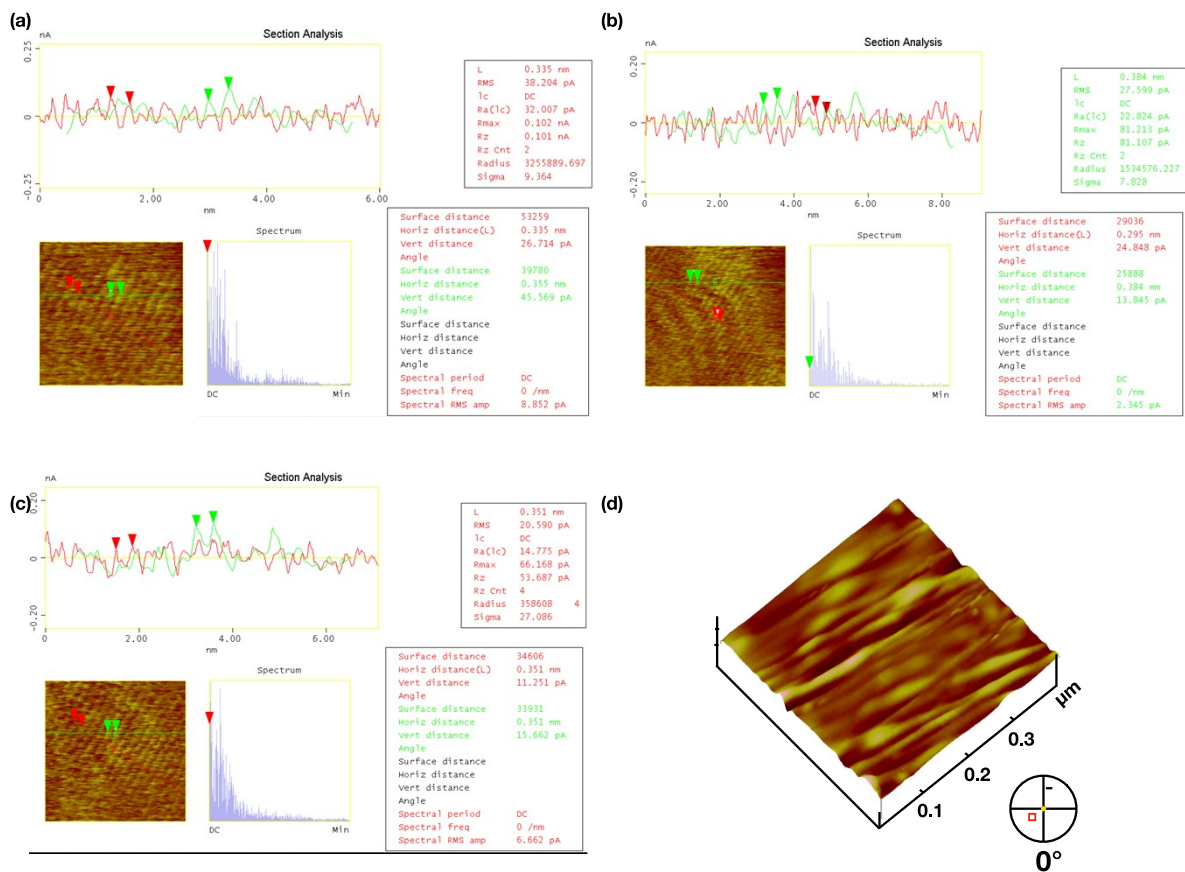 (a)
nA
Section Analysis
0.25
0
-0.25
0
2.00
4.00
6.00
nm
L 0.335 nm
RMS 38.204 pA
lc DC
Ra(lc) 32.007 pA
Rmax 0.102 nA
Rz 0.101 nA
Rz Cnt 2
Radius 3255889.697
Sigma 9.364
Spectrum
DC Min
Surface distance 53259
Horiz distance(L) 0.335 nm
Vert distance 26.714 pA
Angle
Surface distance 39780
Horiz distance 0.355 nm
Vert distance 45.569 pA
Angle
Surface distance
Horiz distance
Vert distance
Angle
Spectral period DC
Spectral freq 0 /nm
Spectral RMS amp 8.852 pA
(b)
nA
Section Analysis
0.20
0
-0.20
0
2.00
4.00
6.00
8.00
nm
L 0.384 nm
RMS 27.599 pA
lc DC
Ra(lc) 22.824 pA
Rmax 81.213 pA
Rz 81.107 pA
Rz Cnt 2
Radius 1534576.227
Sigma 7.828
Spectrum
DC Min
Surface distance 29036
Horiz distance(L) 0.295 nm
Vert distance 24.848 pA
Angle
Surface distance 25888
Horiz distance 0.384 nm
Vert distance 13.845 pA
Angle
Surface distance
Horiz distance
Vert distance
Angle
Spectral period DC
Spectral freq 0 /nm
Spectral RMS amp 2.345 pA
(c)
nA
Section Analysis
0.20
0
-0.20
0
2.00
4.00
6.00
nm
L 0.351 nm
RMS 20.590 pA
lc DC
Ra(lc) 14.775 pA
Rmax 66.168 pA
Rz 53.687 pA
Rz Cnt 4
Radius 358608 4
Sigma 27.086
Spectrum
DC Min
Surface distance 34606
Horiz distance(L) 0.351 nm
Vert distance 11.251 pA
Angle
Surface distance 33931
Horiz distance 0.351 nm
Vert distance 15.662 pA
Angle
Surface distance
Horiz distance
Vert distance
Angle
Spectral period DC
Spectral freq 0 /nm
Spectral RMS amp 6.662 pA
(d)
µm
0.3
0.2
0.1
0°